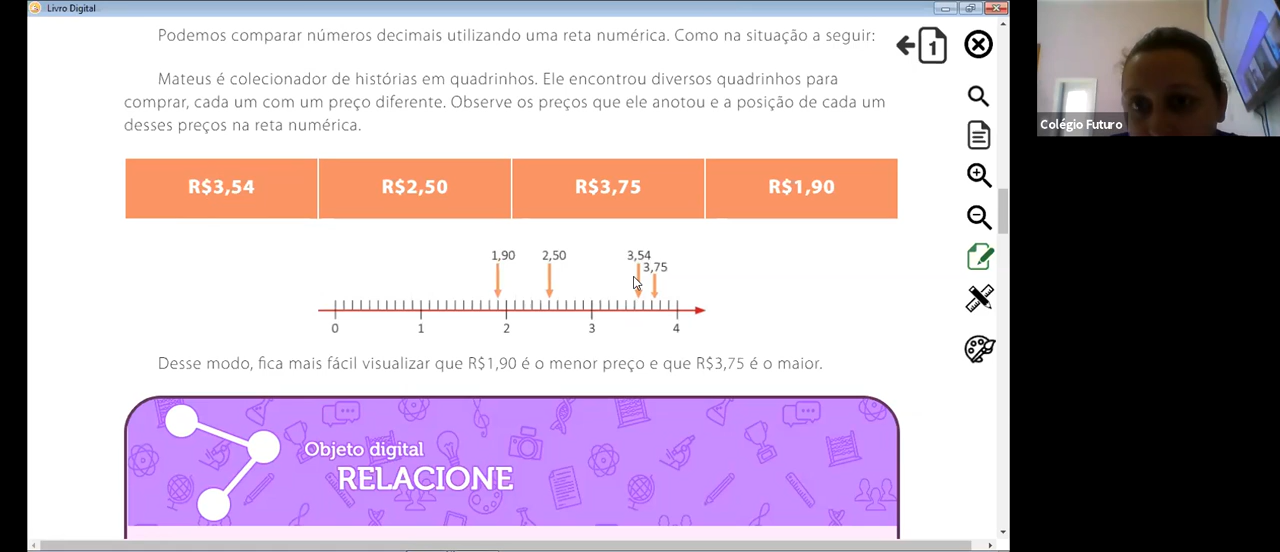 Livro Digital
Podemos comparar números decimais utilizando uma reta numérica. Como na situação a seguir:
Mateus é colecionador de histórias em quadrinhos. Ele encontrou diversos quadrinhos para
comprar, cada um com um preço diferente. Observe os preços que ele anotou e a posição de cada um
desses preços na reta numérica.
R$3,54 R$2,50 R$3,75 R$1,90
1,90 2,50 3,54
3,75
0 1 2 3 4
Desse modo, fica mais fácil visualizar que R$1,90 é o menor preço e que R$3,75 é o maior.
Objeto digital
RELACIONE
1
Colégio Futuro